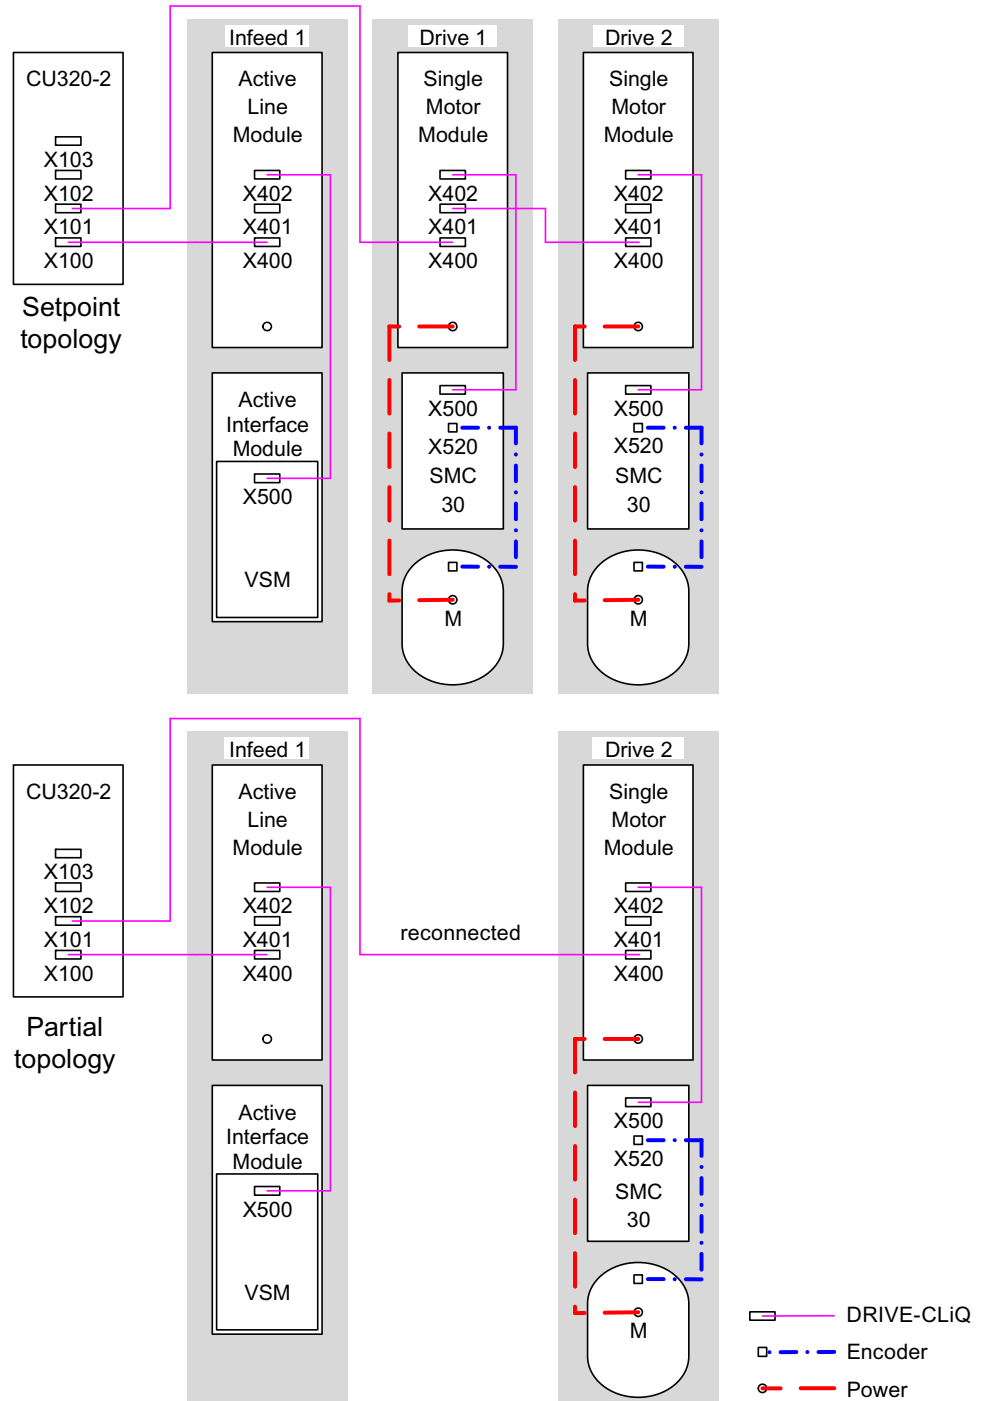 Infeed 1
Drive 1
Drive 2
CU320-2
X103
X102
X101
X100
Setpoint
topology
Active
Line
Module
X402
X401
X400
Active
Interface
Module
X500
VSM
Single
Motor
Module
X402
X401
X400
X500
X520
SMC
30
M
Single
Motor
Module
X402
X401
X400
X500
X520
SMC
30
M
Infeed 1
Drive 2
CU320-2
X103
X102
X101
X100
Partial
topology
Active
Line
Module
X402
X401
X400
Active
Interface
Module
X500
VSM
reconnected
Single
Motor
Module
X402
X401
X400
X500
X520
SMC
30
M
DRIVE-CLiQ
Encoder
Power